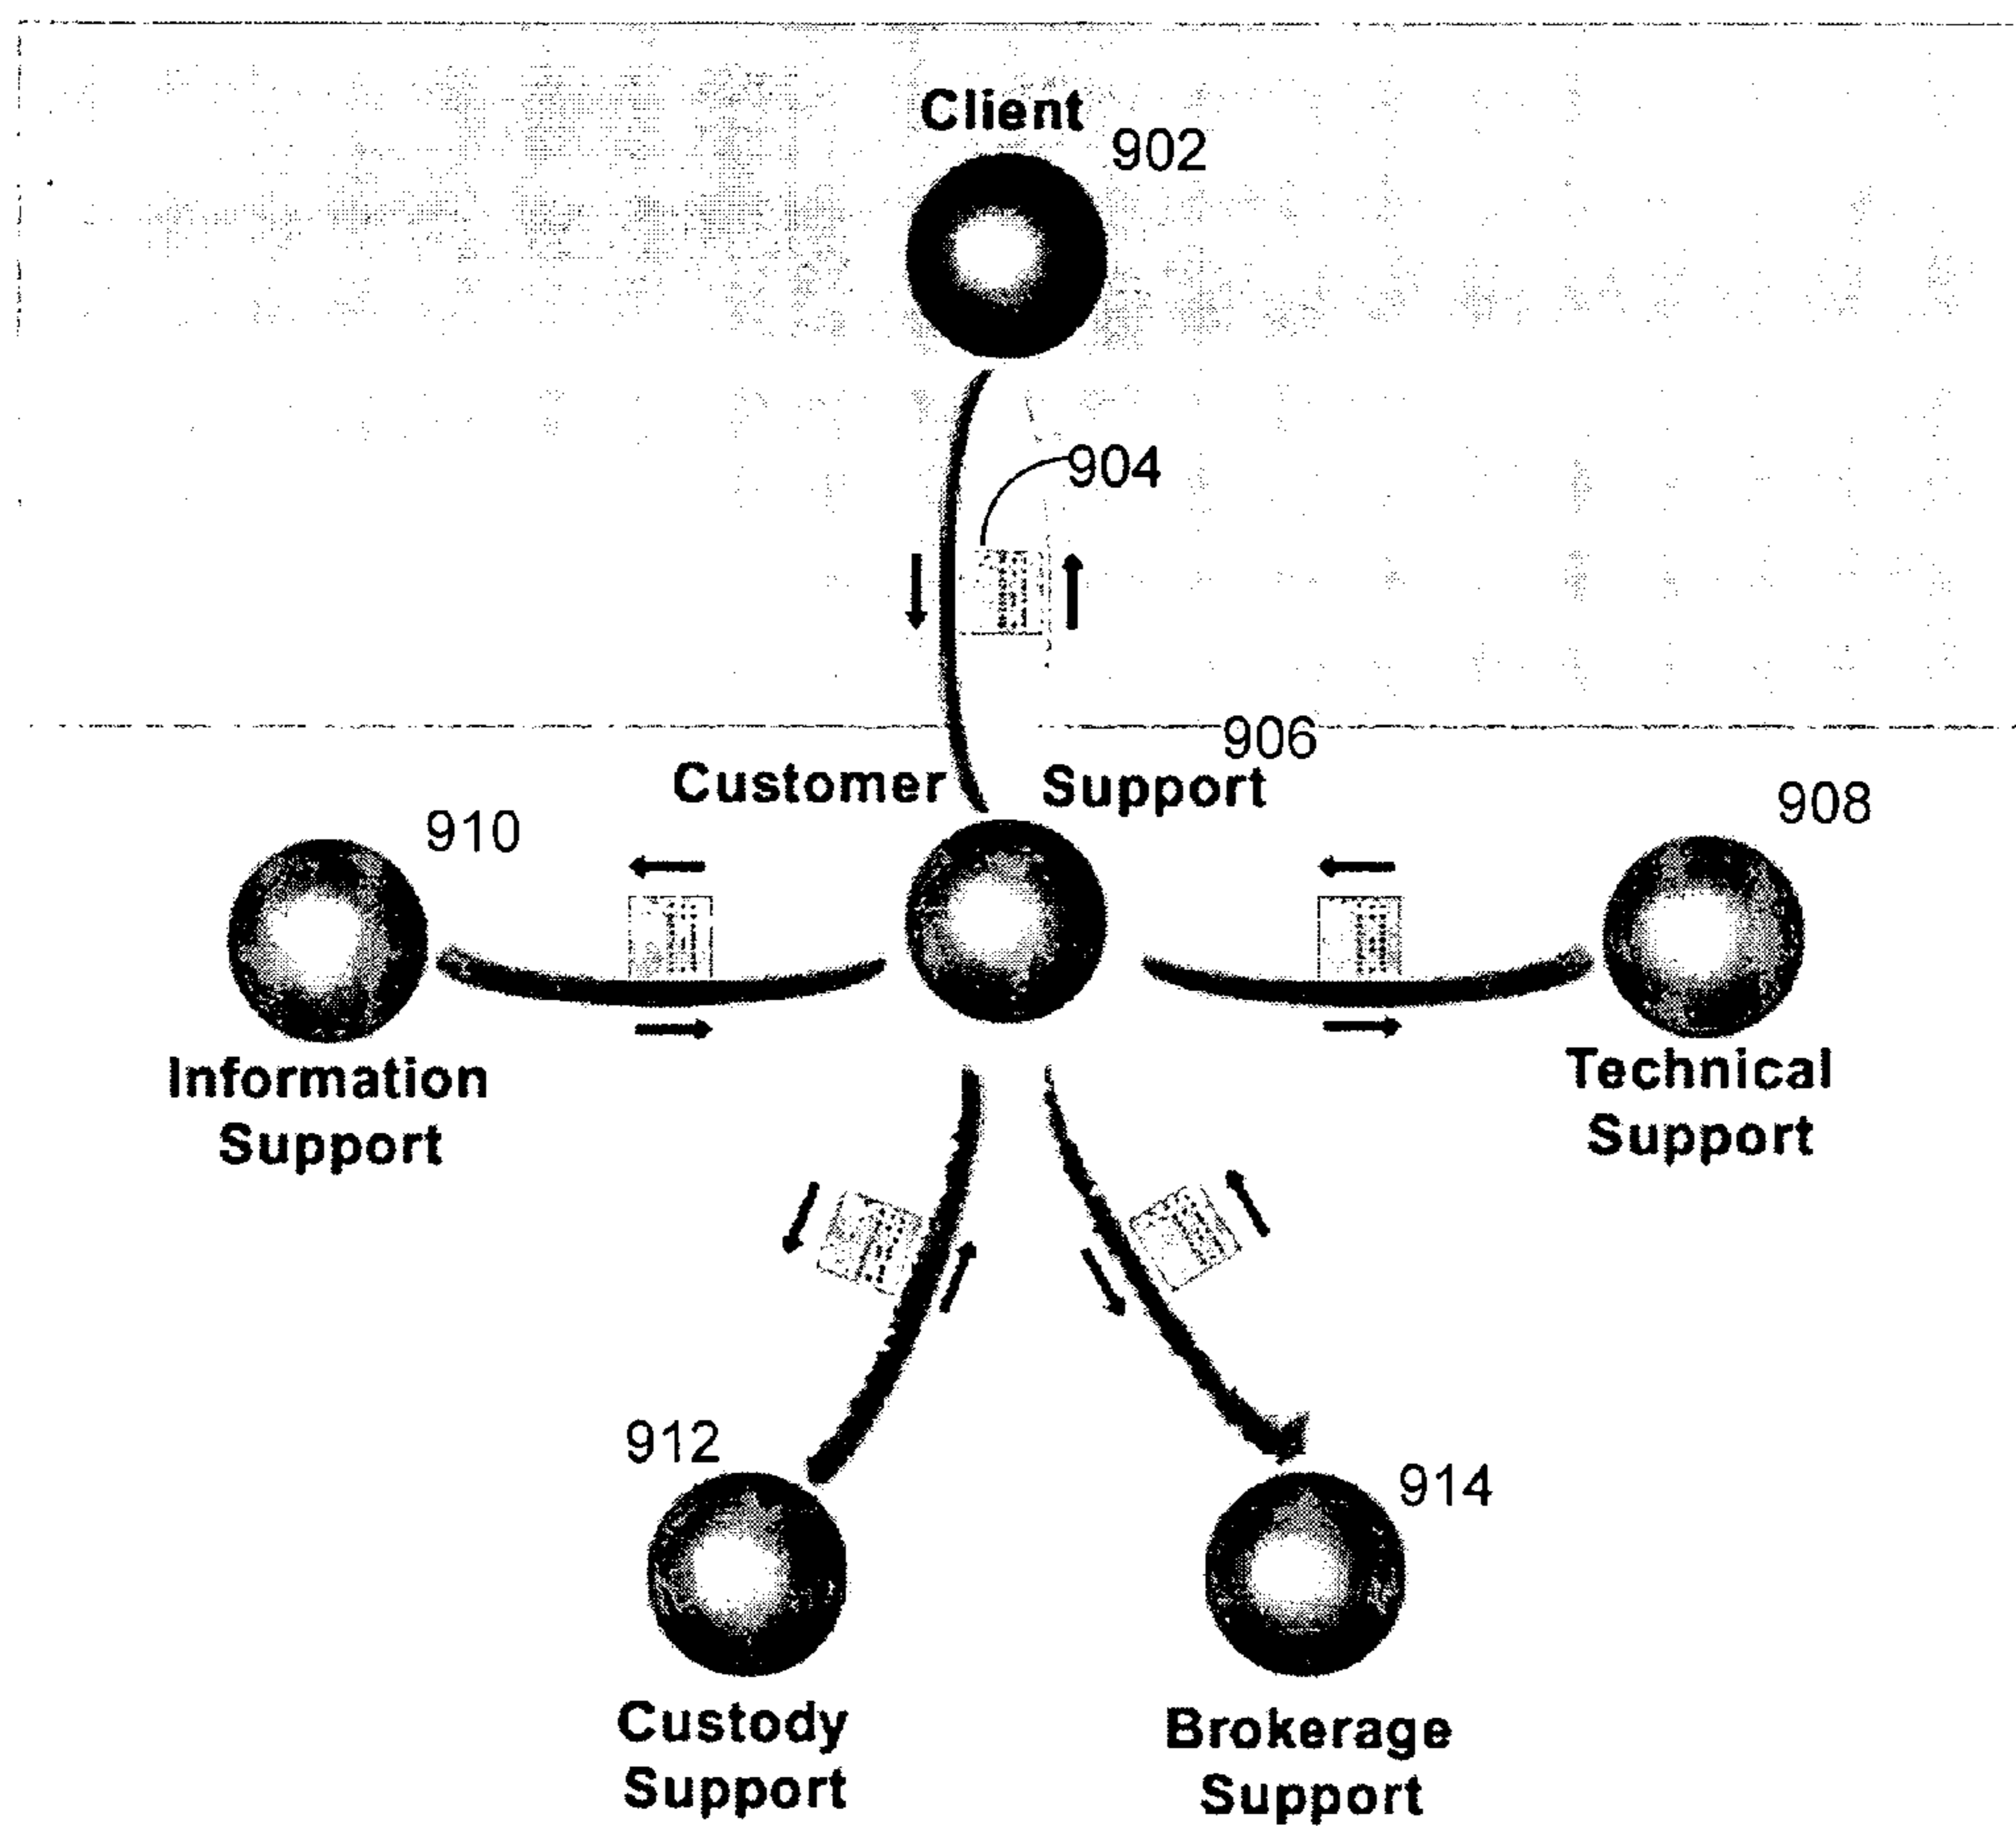 Client
902
904
906
Customer Support
908
910
Information
Support
Technical
Support
912
914
Custody
Support
Brokerage
Support